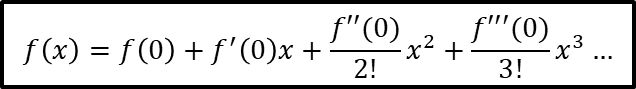 f(x) = f(0) + f′(0)x + f′′(0)/2! x² + f′′′(0)/3! x³ ...